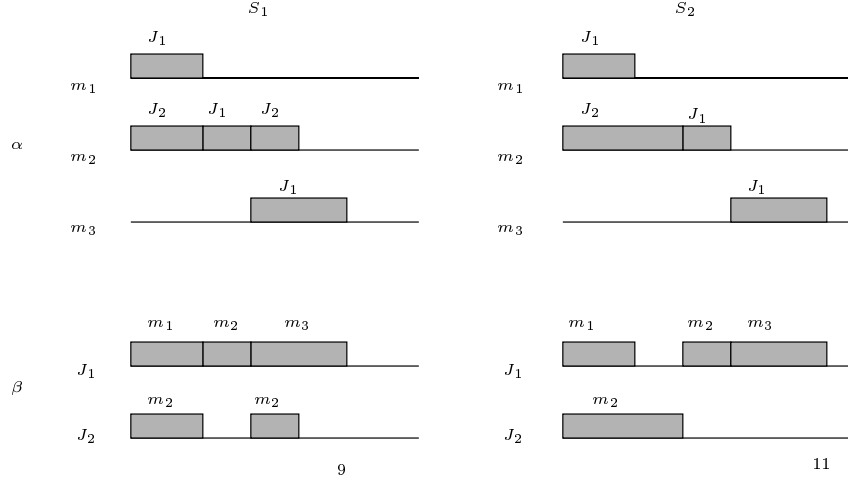 S1 S2
J1 J1
m1 m1
J2 J1 J2 J2 J1
α
m2 m2
J1 J1
m3 m3
m1 m2 m3 m1 m2 m3
J1 J1
β
m2 m2 m2
J2 J2
9 11